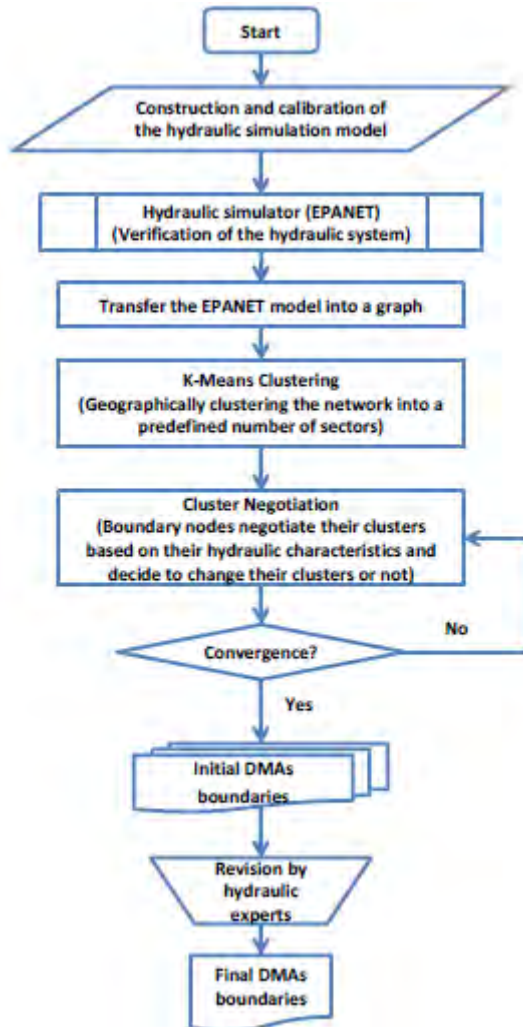 Start
Construction and calibration of
the hydraulic simulation model
Hydraulic simulator (EPANET)
(Verification of the hydraulic system)
Transfer the EPANET model into a graph
K-Means Clustering
(Geographically clustering the network into a
predefined number of sectors)
Cluster Negotiation
(Boundary nodes negotiate their clusters
based on their hydraulic characteristics and
decide to change their clusters or not)
Convergence?
No
Yes
Initial DMAs
boundaries
Revision by
hydraulic
experts
Final DMAs
boundaries